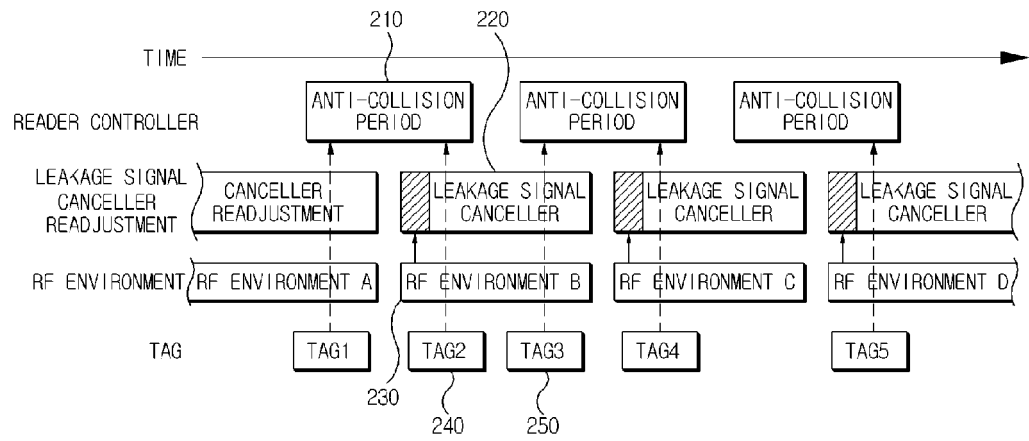 210
220
TIME
READER CONTROLLER
ANTI-COLLISION
PERIOD
ANTI-COLLISION
PERIOD
ANTI-COLLISION
PERIOD
LEAKAGE SIGNAL
CANCELLER
READJUSTMENT
CANCELLER
READJUSTMENT
LEAKAGE SIGNAL
CANCELLER
LEAKAGE SIGNAL
CANCELLER
LEAKAGE SIGNAL
CANCELLER
RF ENVIRONMENT
RF ENVIRONMENT A
RF ENVIRONMENT B
RF ENVIRONMENT C
RF ENVIRONMENT D
TAG
TAG1
TAG2
TAG3
TAG4
TAG5
230
240
250